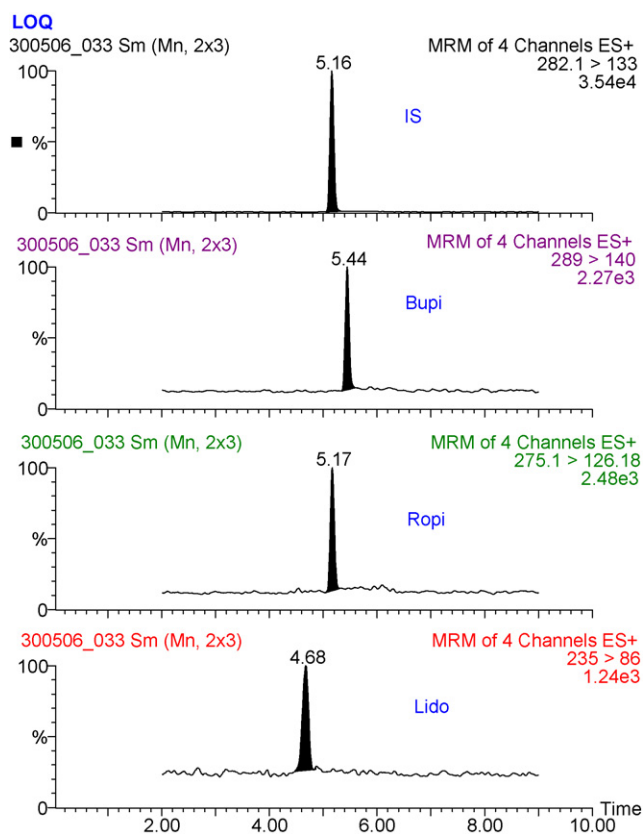 LOQ
300506_033 Sm (Mn, 2x3)
MRM of 4 Channels ES+
282.1 > 133
3.54e4
5.16
100
%
0
IS
300506_033 Sm (Mn, 2x3)
MRM of 4 Channels ES+
289 > 140
2.27e3
5.44
100
%
0
Bupi
300506_033 Sm (Mn, 2x3)
MRM of 4 Channels ES+
275.1 > 126.18
2.48e3
5.17
100
%
0
Ropi
300506_033 Sm (Mn, 2x3)
MRM of 4 Channels ES+
235 > 86
1.24e3
4.68
100
%
0
Lido
Time
2.00 4.00 6.00 8.00 10.00